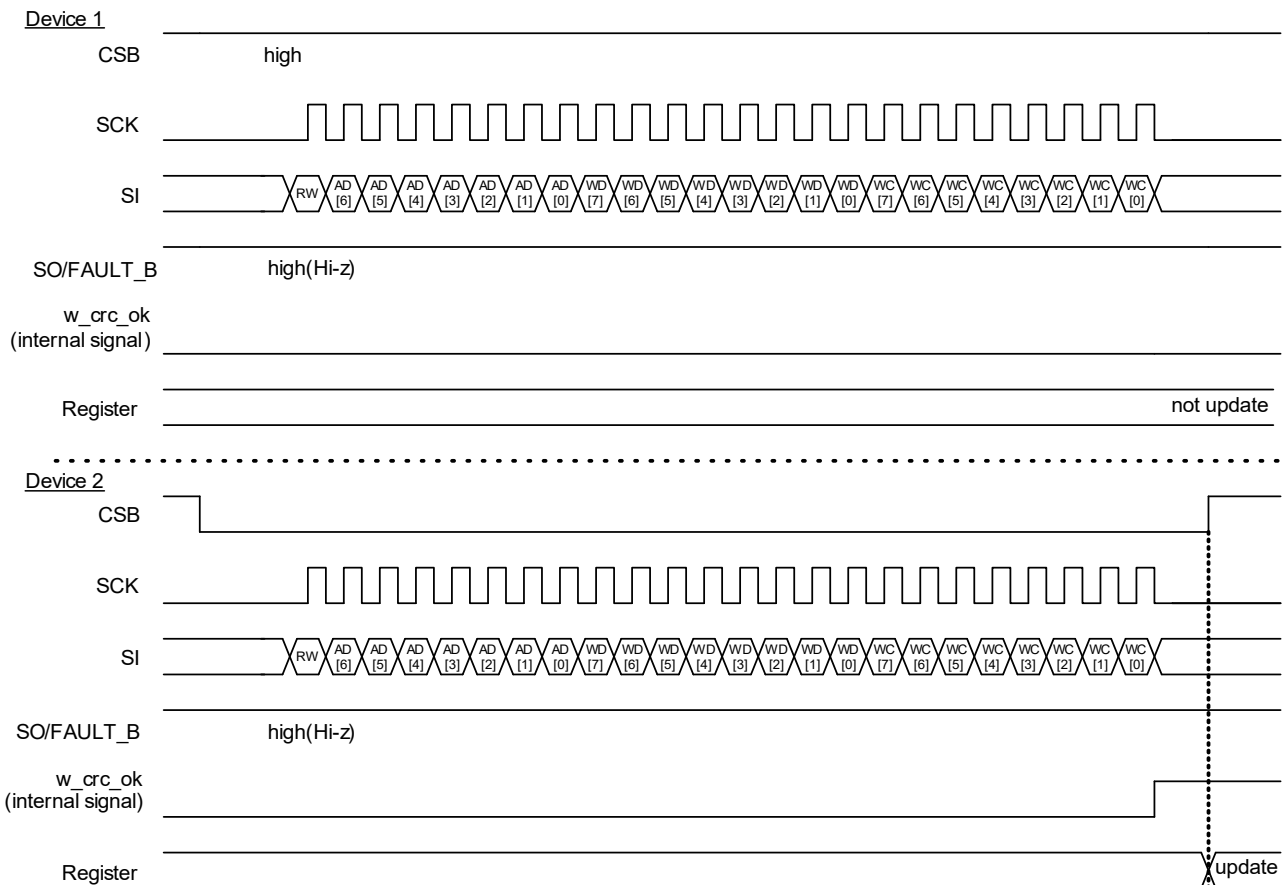 Device 1
CSB high
SCK
SI RW AD [6] AD [5] AD [4] AD [3] AD [2] AD [1] AD [0] WD [7] WD [6] WD [5] WD [4] WD [3] WD [2] WD [1] WD [0] WC [7] WC [6] WC [5] WC [4] WC [3] WC [2] WC [1] WC [0]
SO/FAULT_B high(Hi-z)
w_crc_ok
(internal signal)
Register not update
Device 2
CSB
SCK
SI RW AD [6] AD [5] AD [4] AD [3] AD [2] AD [1] AD [0] WD [7] WD [6] WD [5] WD [4] WD [3] WD [2] WD [1] WD [0] WC [7] WC [6] WC [5] WC [4] WC [3] WC [2] WC [1] WC [0]
SO/FAULT_B high(Hi-z)
w_crc_ok
(internal signal)
Register update